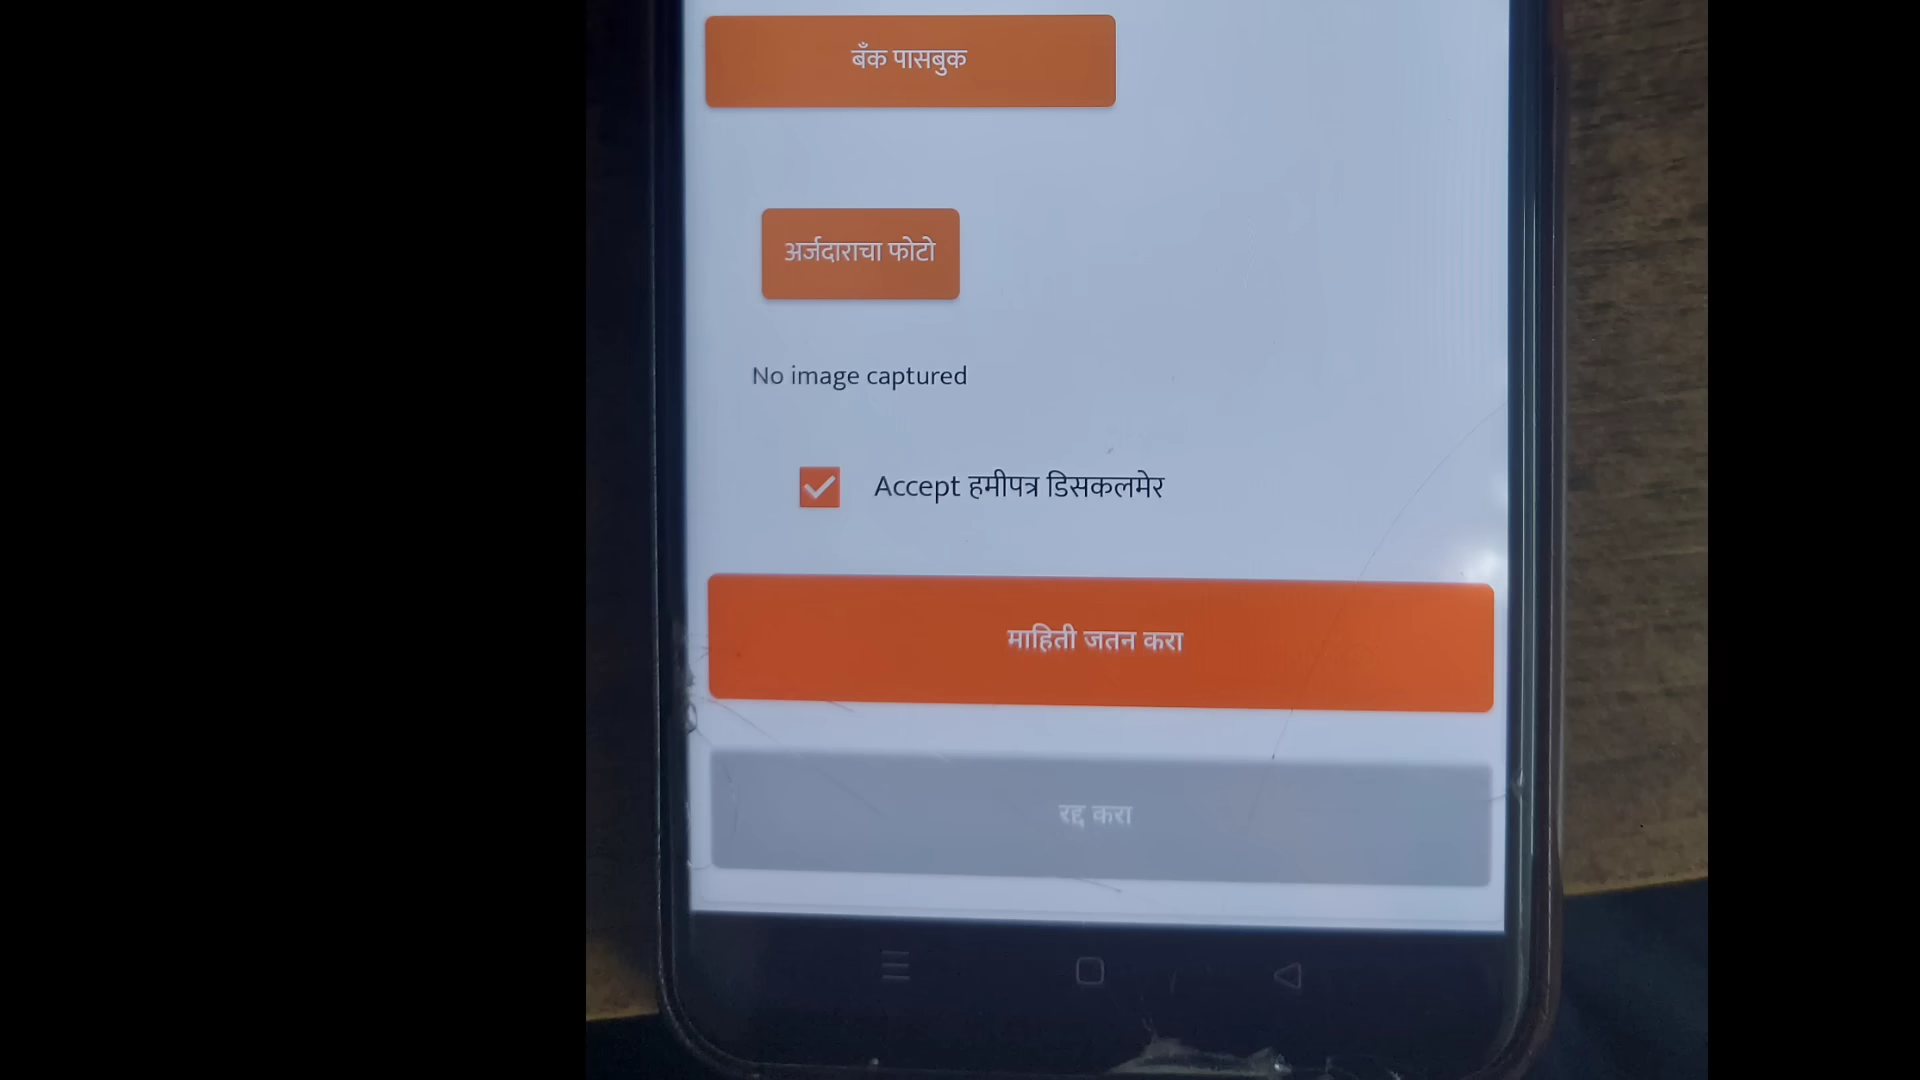 बँक पासबुक
अर्जदाराचा फोटो
No image captured
Accept हमीपत्र डिसकलमेर
माहिती जतन करा
रद्द करा